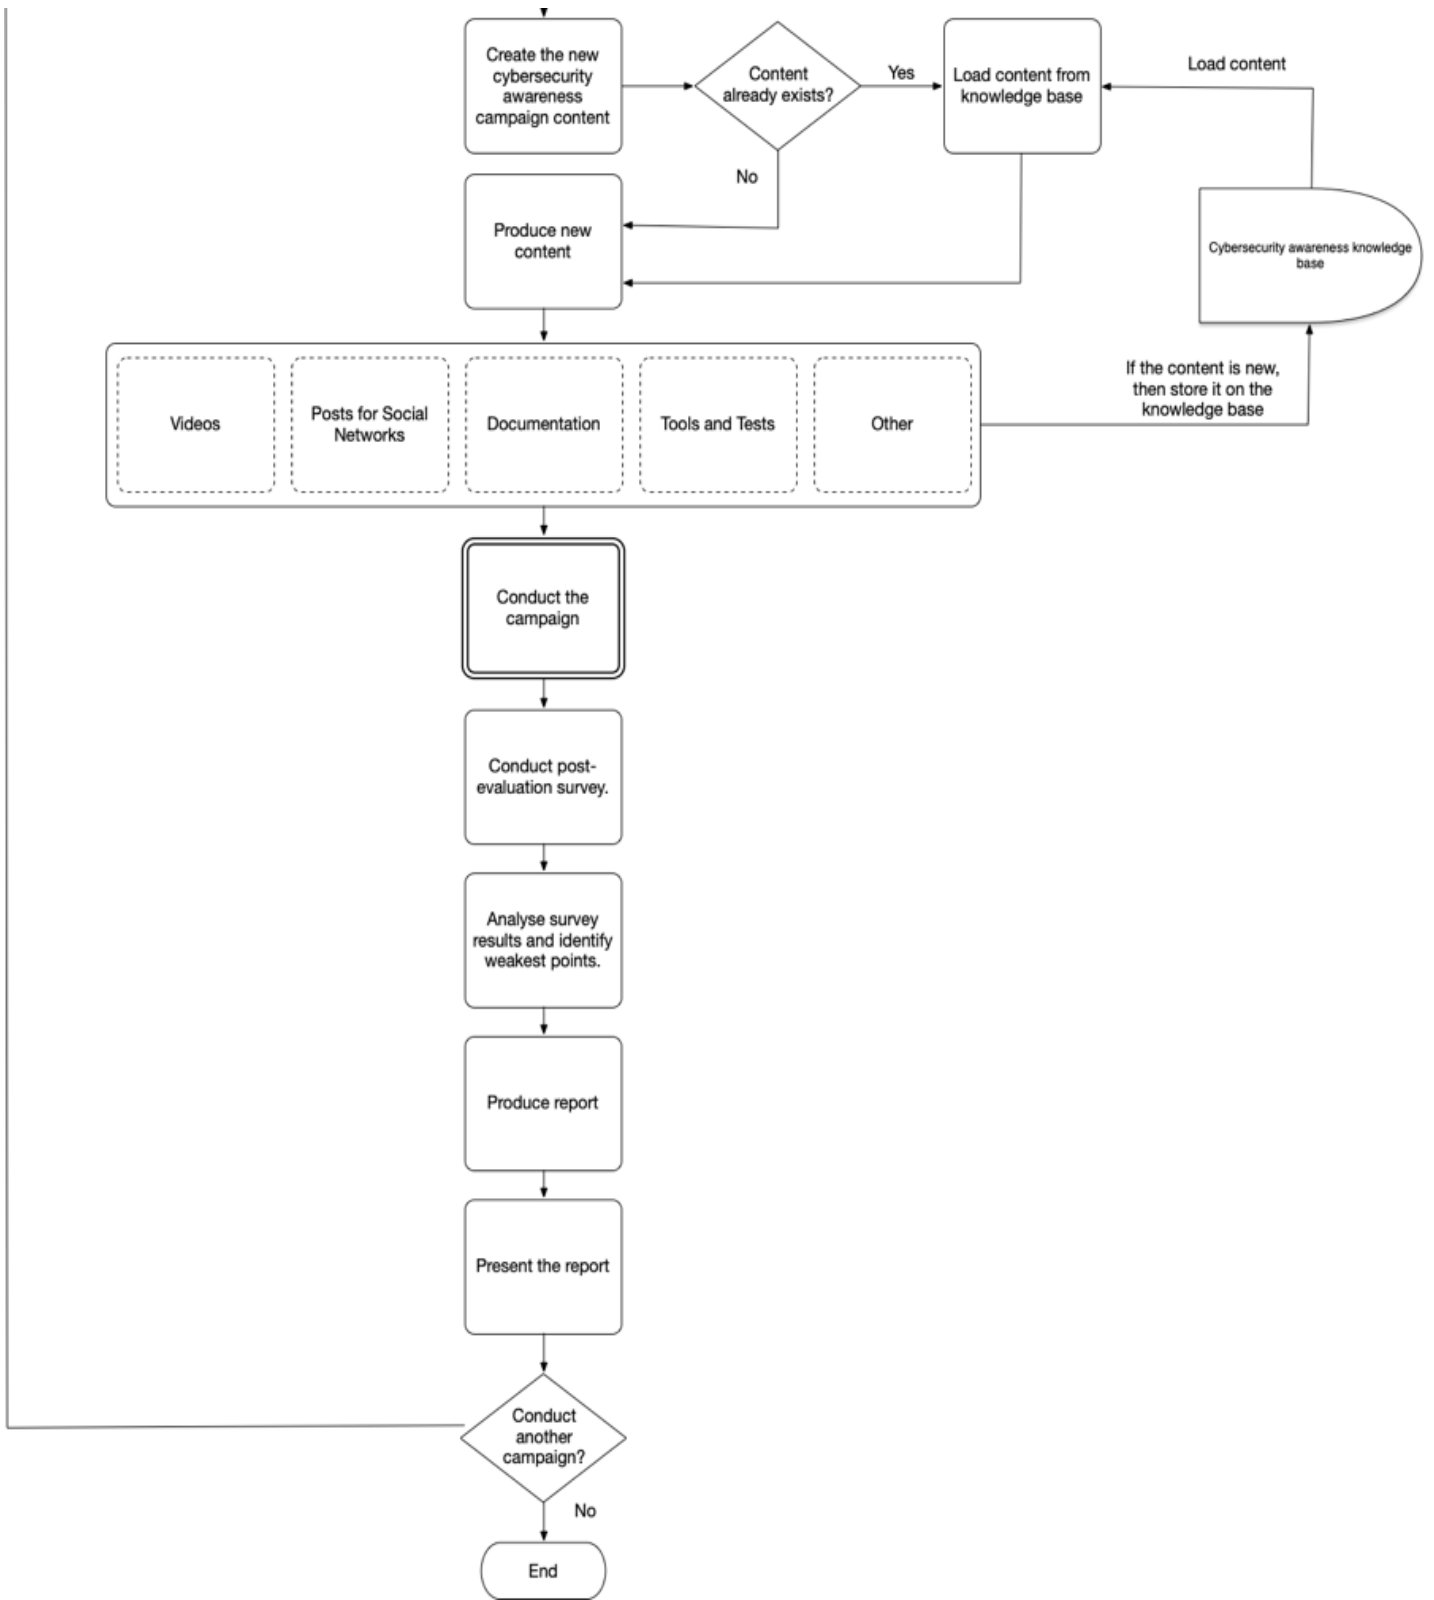 Create the new
cybersecurity
awareness
campaign content
Content
already exists?
Yes
Load content from
knowledge base
Load content
No
Produce new
content
Cybersecurity awareness knowledge
base
If the content is new,
then store it on the
knowledge base
Videos
Posts for Social
Networks
Documentation
Tools and Tests
Other
Conduct the
campaign
Conduct post-
evaluation survey.
Analyse survey
results and identify
weakest points.
Produce report
Present the report
Conduct
another
campaign?
No
End